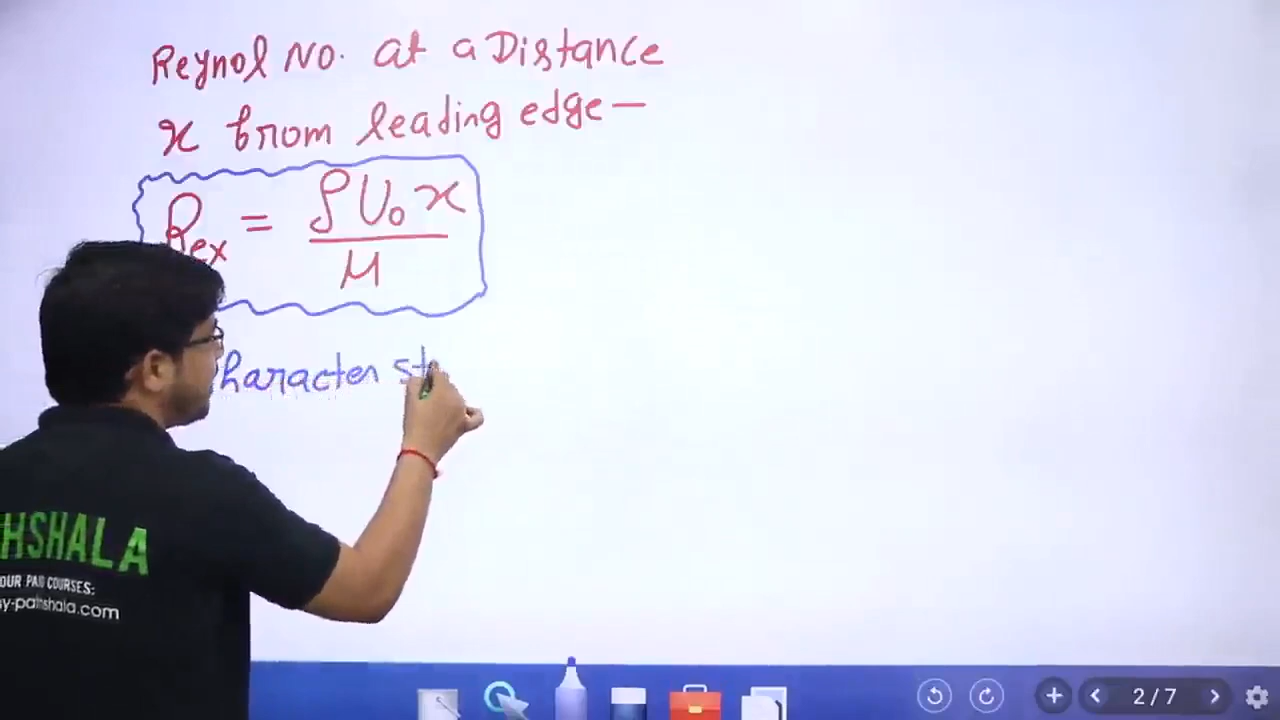 Reynol No. at a Distance
x from leading edge —
Rex = ρU₀x / μ
haracter st
HSHALA
OUR PAID COURSES:
y-pathshala.com
2 / 7